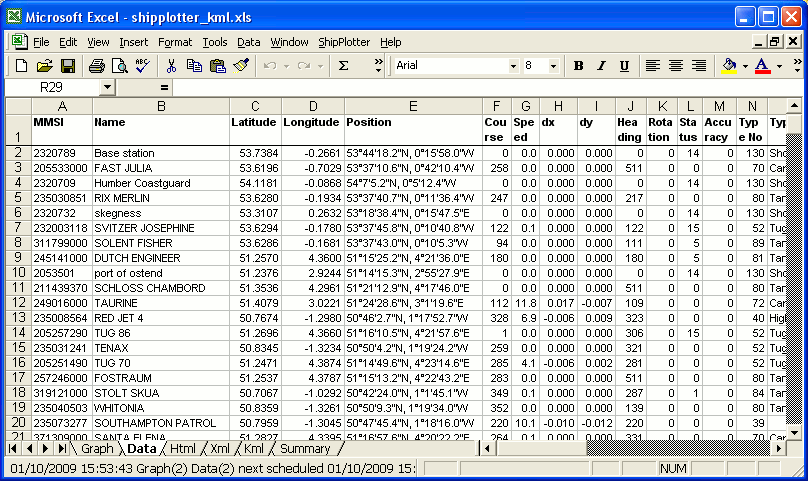 Microsoft Excel - shipplotter_kml.xls
File Edit View Insert Format Tools Data Window ShipPlotter Help
Arial 8 B I U
R29 =
A B C D E F G H I J K L M N
1 MMSI Name Latitude Longitude Position Cou rse Spe ed dx dy Hea ding Rota tion Sta tus Accu racy Typ e No Typ
2 2320789 Base station 53.7384 -0.2661 53°44'18.2"N, 0°15'58.0"W 0 0.0 0.000 0.000 0 0 14 0 130 Sho
3 205533000 FAST JULIA 53.6196 -0.7029 53°37'10.6"N, 0°42'10.4"W 258 0.0 0.000 0.000 511 0 0 0 70 Car
4 2320709 Humber Coastguard 54.1181 -0.0868 54°7'5.2"N, 0°5'12.4"W 0 0.0 0.000 0.000 0 0 14 0 130 Sho
5 235030851 RIX MERLIN 53.6280 -0.1934 53°37'40.7"N, 0°11'36.4"W 247 0.0 0.000 0.000 217 0 0 0 80 Tan
6 2320732 skegness 53.3107 0.2632 53°18'38.4"N, 0°15'47.5"E 0 0.0 0.000 0.000 0 0 14 0 130 Sho
7 232003118 SVITZER JOSEPHINE 53.6294 -0.1780 53°37'45.8"N, 0°10'40.8"W 122 0.1 0.000 0.000 122 0 15 0 52 Tug
8 311799000 SOLENT FISHER 53.6286 -0.1681 53°37'43.0"N, 0°10'5.3"W 94 0.0 0.000 0.000 111 0 5 0 89 Tan
9 245141000 DUTCH ENGINEER 51.2570 4.3600 51°15'25.2"N, 4°21'36.0"E 180 0.0 0.000 0.000 180 0 5 0 81 Tan
10 2053501 port of ostend 51.2376 2.9244 51°14'15.3"N, 2°55'27.9"E 0 0.0 0.000 0.000 0 0 14 0 130 Sho
11 211439370 SCHLOSS CHAMBORD 51.3536 4.2961 51°21'12.9"N, 4°17'46.0"E 0 0.0 0.000 0.000 511 0 0 0 80 Tan
12 249016000 TAURINE 51.4079 3.0221 51°24'28.6"N, 3°1'19.6"E 112 11.8 0.017 -0.007 109 0 0 0 72 Car
13 235008564 RED JET 4 50.7674 -1.2980 50°46'2.7"N, 1°17'52.7"W 328 6.9 -0.006 0.009 323 0 0 0 40 Hig
14 205257290 TUG 86 51.2696 4.3660 51°16'10.5"N, 4°21'57.6"E 1 0.0 0.000 0.000 306 0 15 0 52 Tug
15 235031241 TENAX 50.8345 -1.3234 50°50'4.2"N, 1°19'24.2"W 259 0.0 0.000 0.000 321 0 0 0 52 Tug
16 205251490 TUG 70 51.2471 4.3874 51°14'49.6"N, 4°23'14.6"E 285 4.1 -0.006 0.002 281 0 0 0 52 Tug
17 257246000 FOSTRAUM 51.2537 4.3787 51°15'13.2"N, 4°22'43.2"E 283 0.0 0.000 0.000 511 0 0 0 80 Tan
18 319121000 STOLT SKUA 50.7067 -1.0292 50°42'24.0"N, 1°1'45.1"W 349 0.1 0.000 0.000 287 0 1 0 84 Tan
19 235040503 WHITONIA 50.8359 -1.3261 50°50'9.3"N, 1°19'34.0"W 352 0.0 0.000 0.000 139 0 0 0 80 Tan
20 235073277 SOUTHAMPTON PATROL 50.7959 -1.3045 50°47'45.4"N, 1°18'16.0"W 220 10.1 -0.010 -0.012 220 0 0 0 39
21 371309000 SANTA ELENA 51.2827 4.3395 51°16'57.6"N, 4°20'22.2"E 264 0.1 0.000 0.000 331 0 0 0 70 Car
Graph Data Html Xml Kml Summary
01/10/2009 15:53:43 Graph(2) Data(2) next scheduled 01/10/2009 15: NUM